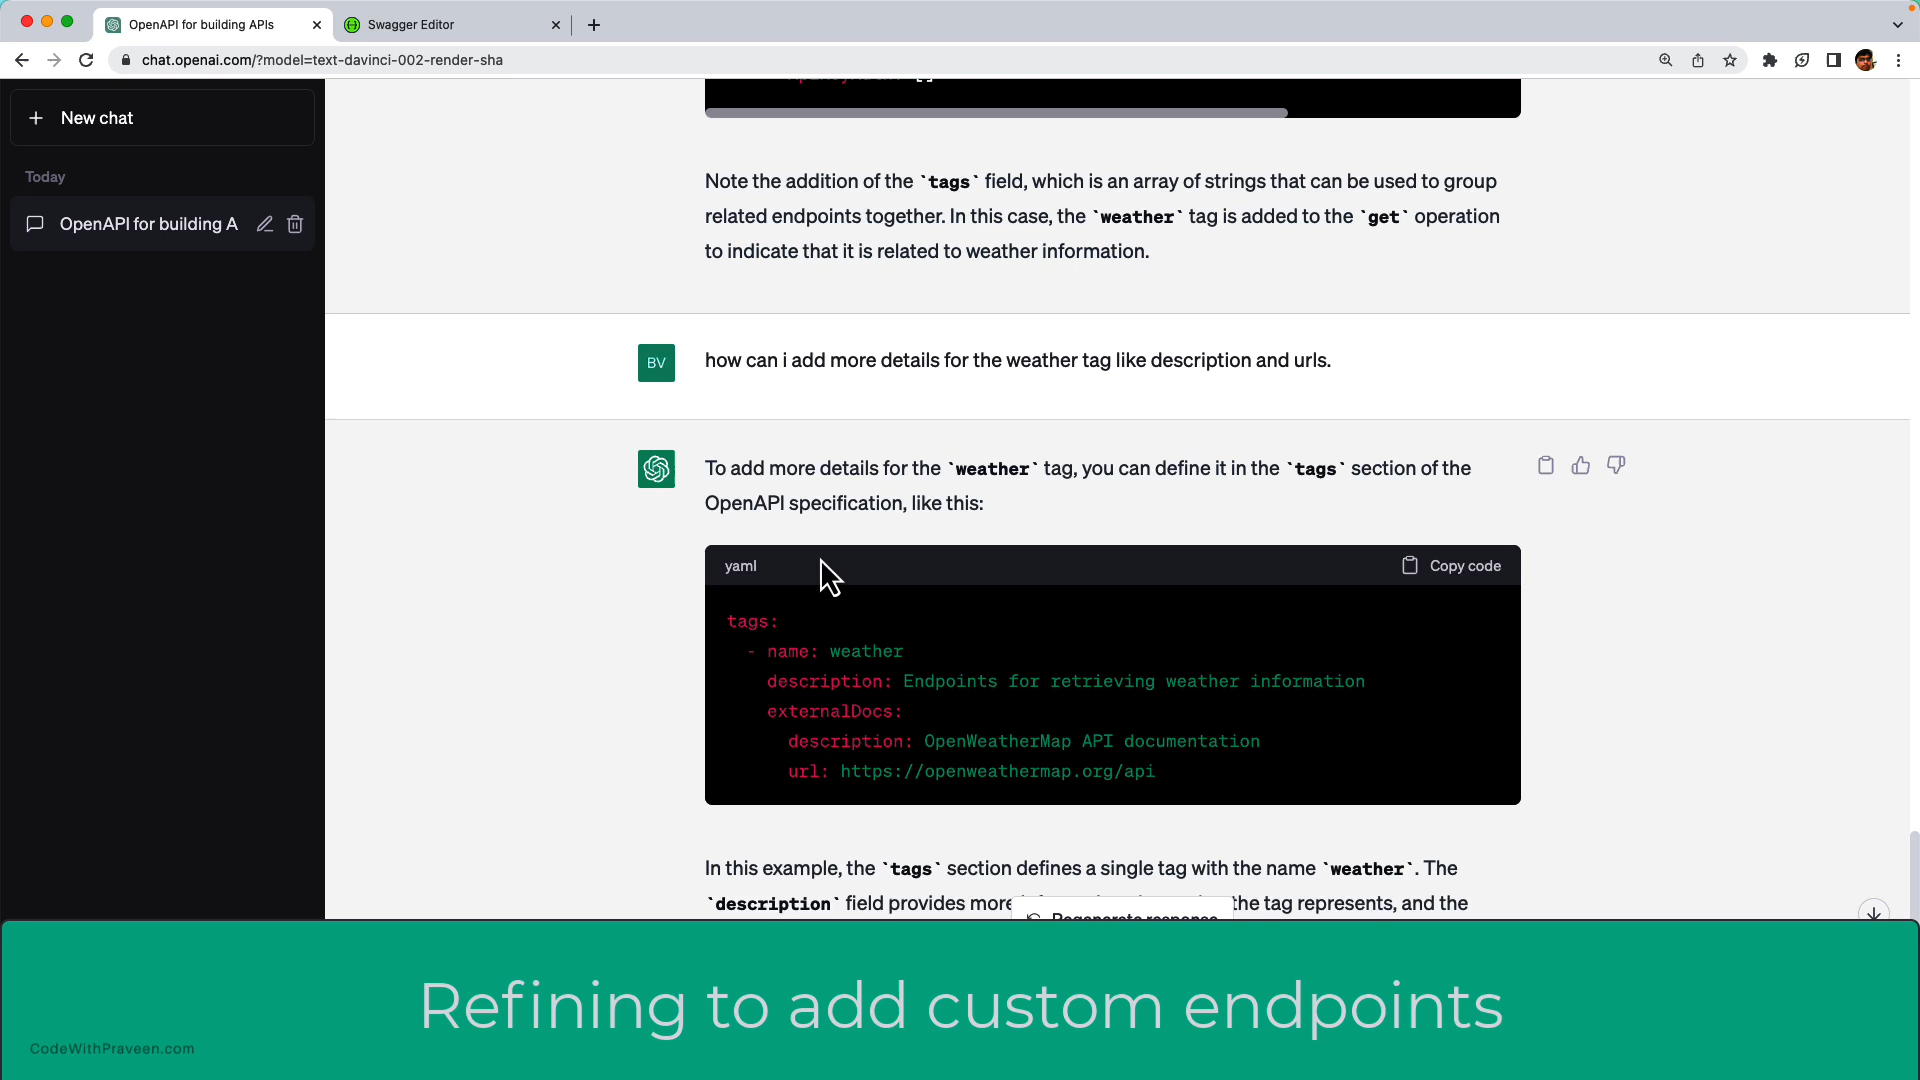 OpenAPI for building APIs
Swagger Editor
chat.openai.com/?model=text-davinci-002-render-sha
New chat
Today
OpenAPI for building A
[]
Note the addition of the `tags` field, which is an array of strings that can be used to group
related endpoints together. In this case, the `weather` tag is added to the `get` operation
to indicate that it is related to weather information.
BV
how can i add more details for the weather tag like description and urls.
To add more details for the `weather` tag, you can define it in the `tags` section of the
OpenAPI specification, like this:
yaml
Copy code
tags:
- name: weather
description: Endpoints for retrieving weather information
externalDocs:
description: OpenWeatherMap API documentation
url: https://openweathermap.org/api
In this example, the `tags` section defines a single tag with the name `weather`. The
`description` field provides more the tag represents, and the
Regenerate response
Refining to add custom endpoints
CodeWithPraveen.com